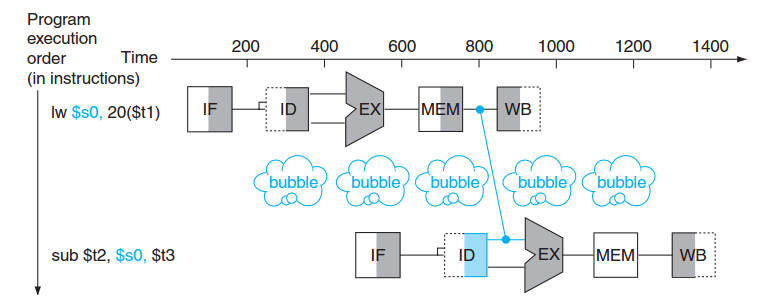 Program
execution
order
(in instructions)
Time
200 400 600 800 1000 1200 1400
lw $s0, 20($t1)
IF ID EX MEM WB
bubble bubble bubble bubble bubble
sub $t2, $s0, $t3
IF ID EX MEM WB